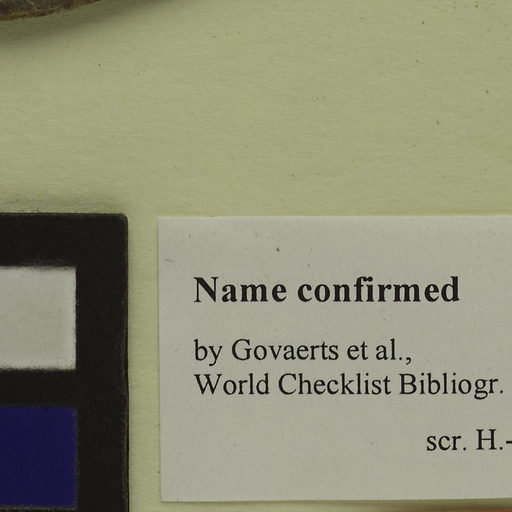 Name confirmed
by Govaerts et al.,
World Checklist Bibliogr.
scr. H.-